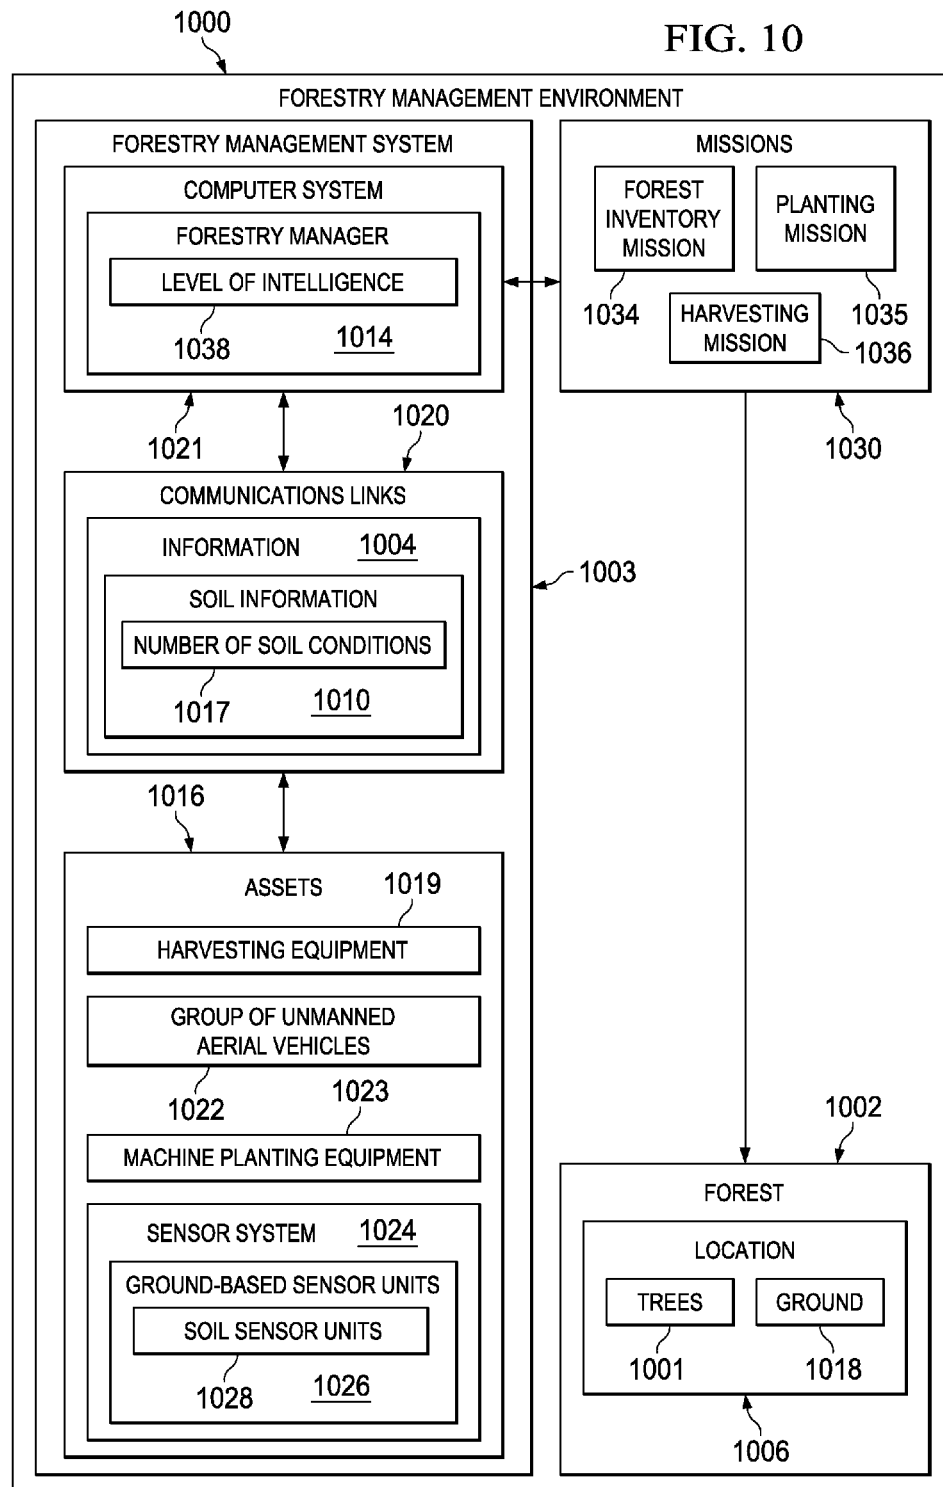 1000
FIG. 10
FORESTRY MANAGEMENT ENVIRONMENT
FORESTRY MANAGEMENT SYSTEM
COMPUTER SYSTEM
FORESTRY MANAGER
LEVEL OF INTELLIGENCE
1038
1014
1021
1020
COMMUNICATIONS LINKS
INFORMATION 1004
SOIL INFORMATION
NUMBER OF SOIL CONDITIONS
1017
1010
1003
1016
ASSETS
1019
HARVESTING EQUIPMENT
GROUP OF UNMANNED
AERIAL VEHICLES
1022
1023
MACHINE PLANTING EQUIPMENT
SENSOR SYSTEM 1024
GROUND-BASED SENSOR UNITS
SOIL SENSOR UNITS
1028
1026
MISSIONS
FOREST
INVENTORY
MISSION
1034
PLANTING
MISSION
1035
HARVESTING
MISSION
1036
1030
1002
FOREST
LOCATION
TREES
1001
GROUND
1018
1006